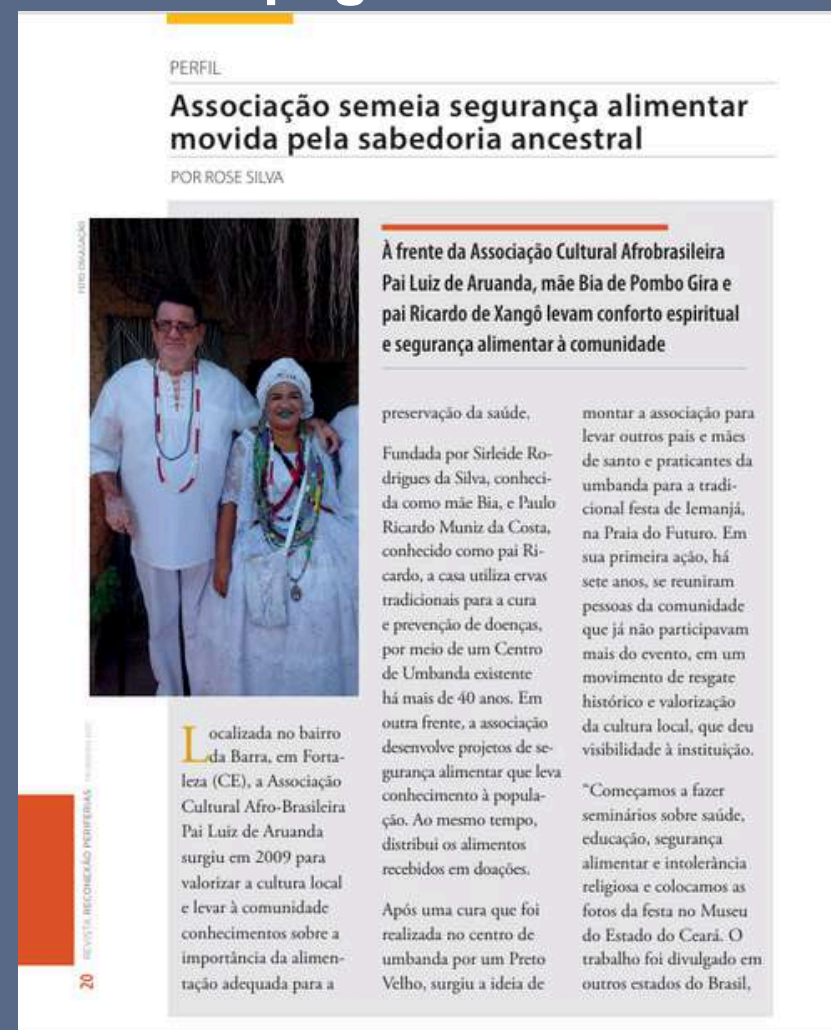 PERFIL
Associação semeia segurança alimentar
movida pela sabedoria ancestral
POR ROSE SILVA
FOTO DIVULGAÇÃO
À frente da Associação Cultural Afrobrasileira
Pai Luiz de Aruanda, mãe Bia de Pombo Gira e
pai Ricardo de Xangô levam conforto espiritual
e segurança alimentar à comunidade
Localizada no bairro
da Barra, em Forta-
leza (CE), a Associação
Cultural Afro-Brasileira
Pai Luiz de Aruanda
surgiu em 2009 para
valorizar a cultura local
e levar à comunidade
conhecimentos sobre a
importância da alimen-
tação adequada para a
preservação da saúde.
Fundada por Sirleide Ro-
drigues da Silva, conheci-
da como mãe Bia, e Paulo
Ricardo Muniz da Costa,
conhecido como pai Ri-
cardo, a casa utiliza ervas
tradicionais para a cura
e prevenção de doenças,
por meio de um Centro
de Umbanda existente
há mais de 40 anos. Em
outra frente, a associação
desenvolve projetos de se-
gurança alimentar que leva
conhecimento à popula-
ção. Ao mesmo tempo,
distribui os alimentos
recebidos em doações.
Após uma cura que foi
realizada no centro de
umbanda por um Preto
Velho, surgiu a ideia de
montar a associação para
levar outros pais e mães
de santo e praticantes da
umbanda para a tradi-
cional festa de Iemanjá,
na Praia do Futuro. Em
sua primeira ação, há
sete anos, se reuniram
pessoas da comunidade
que já não participavam
mais do evento, em um
movimento de resgate
histórico e valorização
da cultura local, que deu
visibilidade à instituição.
"Começamos a fazer
seminários sobre saúde,
educação, segurança
alimentar e intolerância
religiosa e colocamos as
fotos da festa no Museu
do Estado do Ceará. O
trabalho foi divulgado em
outros estados do Brasil,
20 REVISTA RECONEXÃO PERIFERIAS